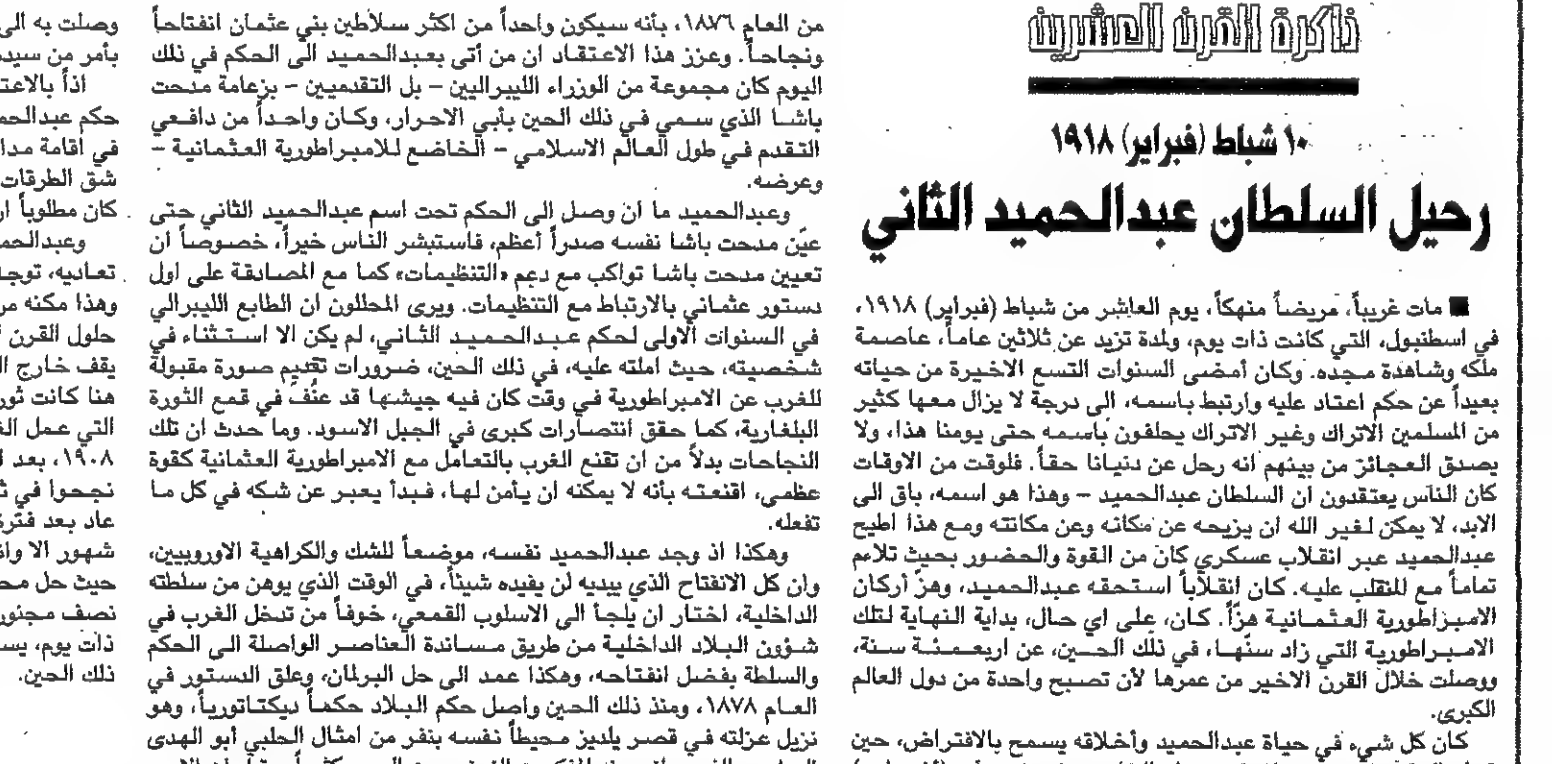 ذاكرة القرن العشرين
١٠ شباط (فبراير) ١٩١٨
رحيل السلطان عبدالحميد الثاني
■ مات غريباً، مريضاً منهكاً، يوم العاشر من شباط (فبراير) ١٩١٨،
في اسطنبول، التي كانت ذات يوم، ولمدة تزيد عن ثلاثين عاماً، عاصمة
ملكه وشاهدة مجده. وكان أمضى السنوات التسع الاخيرة من حياته
بعيداً عن حكم اعتاد عليه وارتبط باسمه، الى درجة لا يزال معها كثير
من المسلمين الاتراك وغير الاتراك يحلفون باسمه حتى يومنا هذا، ولا
يصدق العجائز من بينهم انه رحل عن دنيانا حقاً. فلوقت من الاوقات
كان الناس يعتقدون ان السلطان عبدالحميد – وهذا هو اسمه، باق الى
الابد، لا يمكن لغير الله ان يزيحه عن مكانه وعن مكانته ومع هذا اطيح
عبدالحميد عبر انقلاب عسكري كان من القوة والحضور بحيث تلاءم
تماماً مع المنقلب عليه. كان انقلاباً استحقه عبدالحميد، وهزّ أركان
الامبراطورية العثمانية هزّاً. كان، على اي حال، بداية النهاية لتلك
الامبراطورية التي زاد سنّها، في ذلك الحين، عن اربعمئة سنة،
ووصلت خلال القرن الاخير من عمرها لأن تصبح واحدة من دول العالم
الكبرى.
كان كل شيء في حياة عبدالحميد وأخلاقه يسمح بالافتراض، حين
من العام ١٨٧٦، بأنه سيكون واحداً من اكثر سلاطين بني عثمان انفتاحاً
ونجاحاً. وعزز هذا الاعتقاد ان من أتى بعبدالحميد الى الحكم في ذلك
اليوم كان مجموعة من الوزراء الليبراليين – بل التقدميين – بزعامة مدحت
باشا الذي سمي في ذلك الحين بأبي الاحرار، وكان واحداً من دافعي
التقدم في طول العالم الاسلامي – الخاضع للامبراطورية العثمانية –
وعرضه.
وعبدالحميد ما ان وصل الى الحكم تحت اسم عبدالحميد الثاني حتى
عيّن مدحت باشا نفسه صدراً أعظم، فاستبشر الناس خيراً، خصوصاً ان
تعيين مدحت باشا تواكب مع دعم «التنظيمات» كما مع المصادقة على اول
دستور عثماني بالارتباط مع التنظيمات. ويرى المحللون ان الطابع الليبرالي
في السنوات الاولى لحكم عبدالحميد الثاني، لم يكن الا استثناء في
شخصيته، حيث املته عليه، في ذلك الحين، ضرورات تقديم صورة مقبولة
للغرب عن الامبراطورية في وقت كان فيه جيشها قد عنُف في قمع الثورة
البلغارية، كما حقق انتصارات كبرى في الجبل الاسود. وما حدث ان تلك
النجاحات بدلاً من ان تقنع الغرب بالتعامل مع الامبراطورية العثمانية كقوة
عظمى، اقنعته بأنه لا يمكنه ان يأمن لها، فبدأ يعبر عن شكه في كل ما
تفعله.
وهكذا اذ وجد عبدالحميد نفسه، موضعاً للشك والكراهية الاوروبيين،
وان كل الانفتاح الذي يبديه لن يفيده شيئاً، في الوقت الذي يوهن من سلطته
الداخلية، اختار ان يلجأ الى الاسلوب القمعي، خوفاً من تدخل الغرب في
شؤون البلاد الداخلية من طريق مساندة العناصر الواصلة الى الحكم
والسلطة بفضل انفتاحه، وهكذا عمد الى حل البرلمان، وعلق الدستور في
العام ١٨٧٨، ومنذ ذلك الحين واصل حكم البلاد حكماً ديكتاتورياً، وهو
نزيل عزلته في قصر يلديز محيطاً نفسه بنفر من امثال الحلبي أبو الهدى
وصلت به الى
بأمر من سيده
اذاً بالاعت
حكم عبدالحم
في اقامة مدا
شق الطرقات
كان مطلوباً ار
وعبدالحم
تعاديه، توجـ
وهذا مكنه مر
حلول القرن
يقف خارج ال
هنا كانت ثور
التي عمل الغ
١٩٠٨، بعد
نجحوا في ث
عاد بعد فترة
شهور الا وان
حيث حل محـ
نصف مجنور
ذات يوم، يسـ
ذلك الحين.